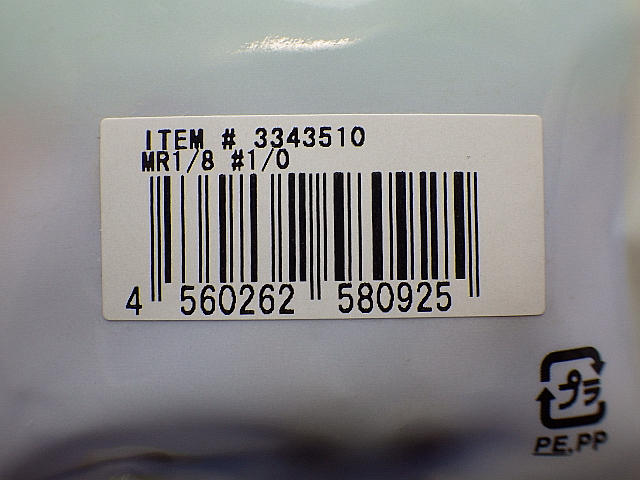 ITEM # 3343510
MR1/8 #1/0
4 560262 580925
プラ
PE,PP